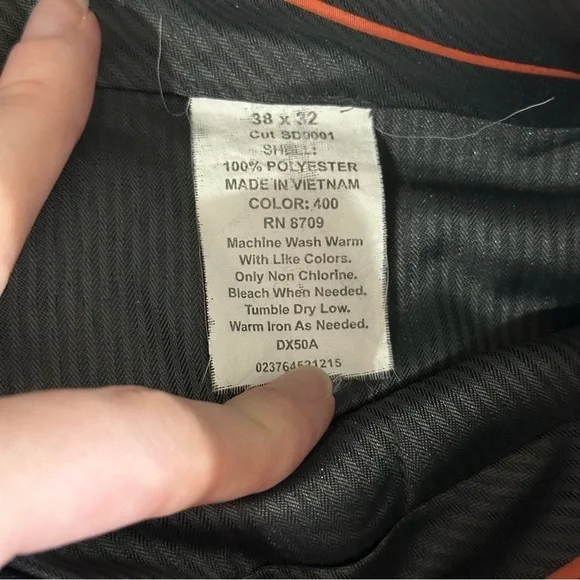 38 x 32
Cut SD0001
SHELL:
100% POLYESTER
MADE IN VIETNAM
COLOR: 400
RN 8709
Machine Wash Warm
With Like Colors.
Only Non Chlorine.
Bleach When Needed.
Tumble Dry Low.
Warm Iron As Needed.
DX50A
023764521215